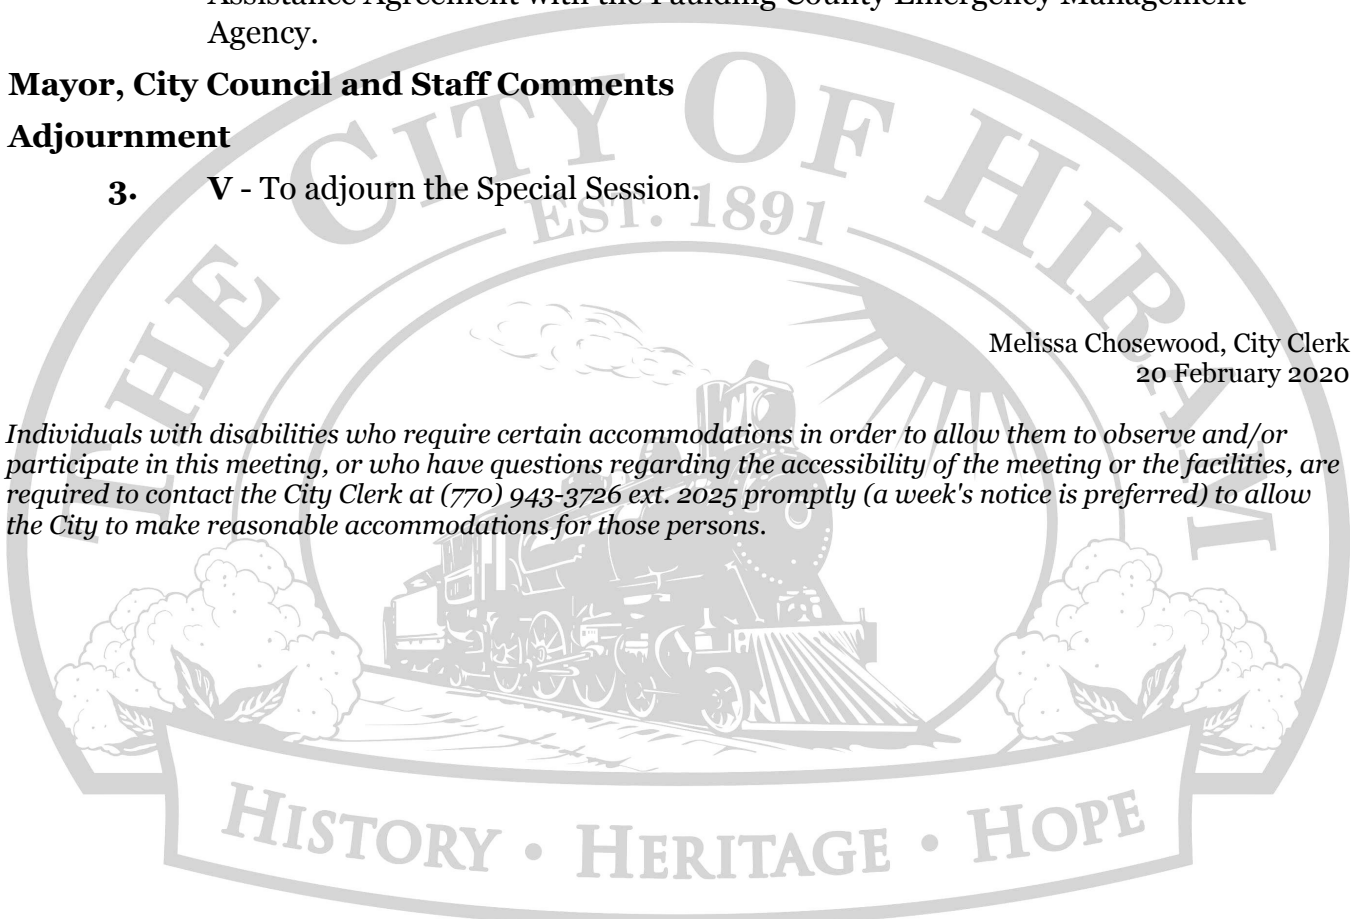 Assistance Agreement with the Paulding County Emergency Management
Agency.
Mayor, City Council and Staff Comments
Adjournment
3. V - To adjourn the Special Session.
THE CITY OF HIRAM
EST. 1891
Melissa Chosewood, City Clerk
20 February 2020
Individuals with disabilities who require certain accommodations in order to allow them to observe and/or
participate in this meeting, or who have questions regarding the accessibility of the meeting or the facilities, are
required to contact the City Clerk at (770) 943-3726 ext. 2025 promptly (a week's notice is preferred) to allow
the City to make reasonable accommodations for those persons.
HISTORY • HERITAGE • HOPE